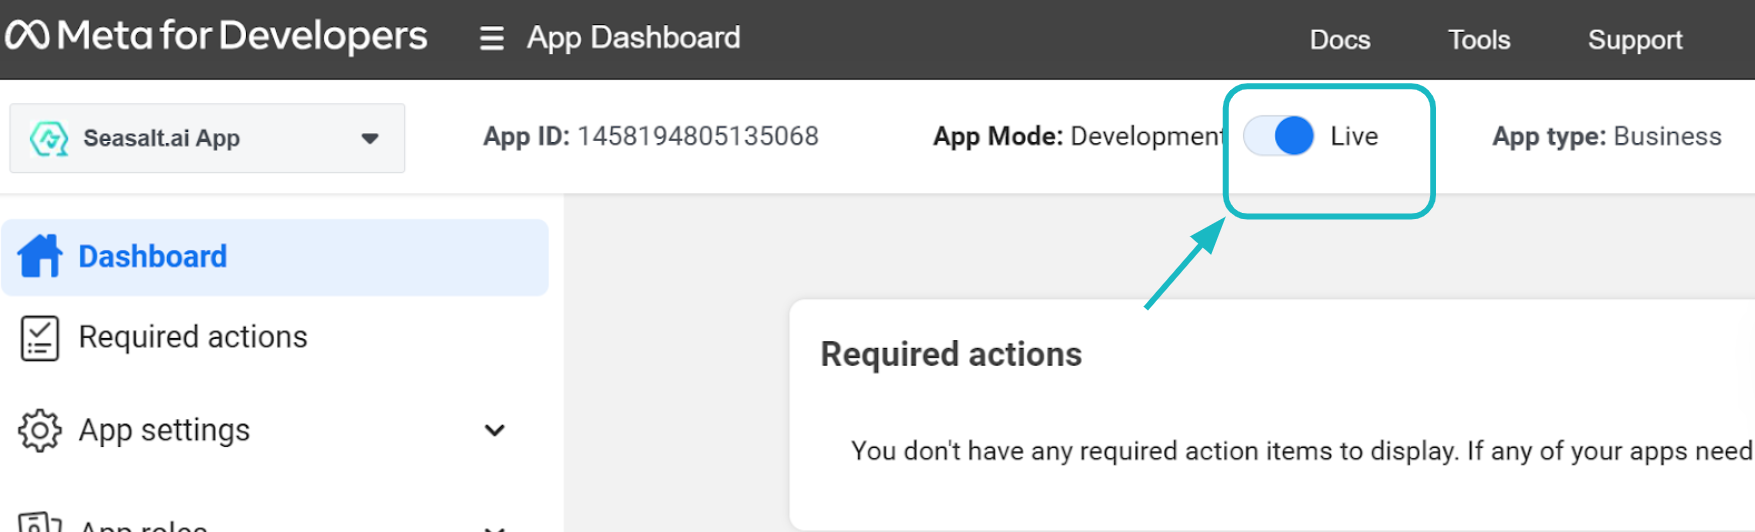 Meta for Developers
App Dashboard
Docs
Tools
Support
Seasalt.ai App
App ID: 1458194805135068
App Mode: Development
Live
App type: Business
Dashboard
Required actions
App settings
App roles
Required actions
You don't have any required action items to display. If any of your apps need